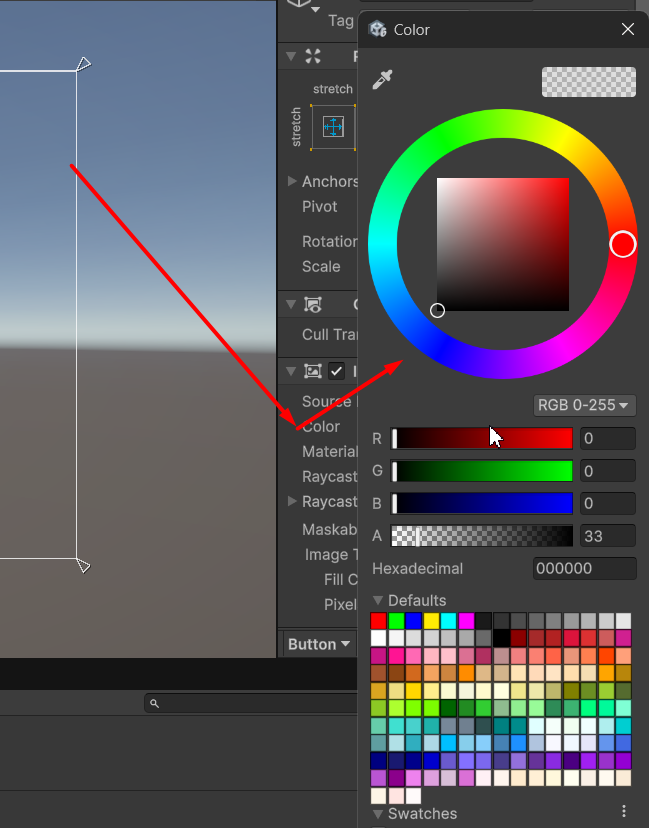 Tag
Color
stretch
stretch
Anchors
Pivot
Rotation
Scale
Cull Tra
Source
Color
Material
Raycast
Raycast
Maskab
Image T
Fill C
Pixel
Button
RGB 0-255
R
0
G
0
B
0
A
33
Hexadecimal
000000
Defaults
Swatches